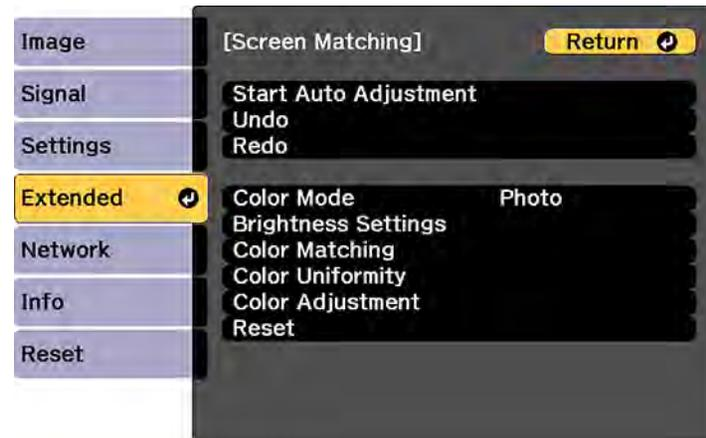 Image
Signal
Settings
Extended
Network
Info
Reset
[Screen Matching]
Return
Start Auto Adjustment
Undo
Redo
Color Mode Photo
Brightness Settings
Color Matching
Color Uniformity
Color Adjustment
Reset